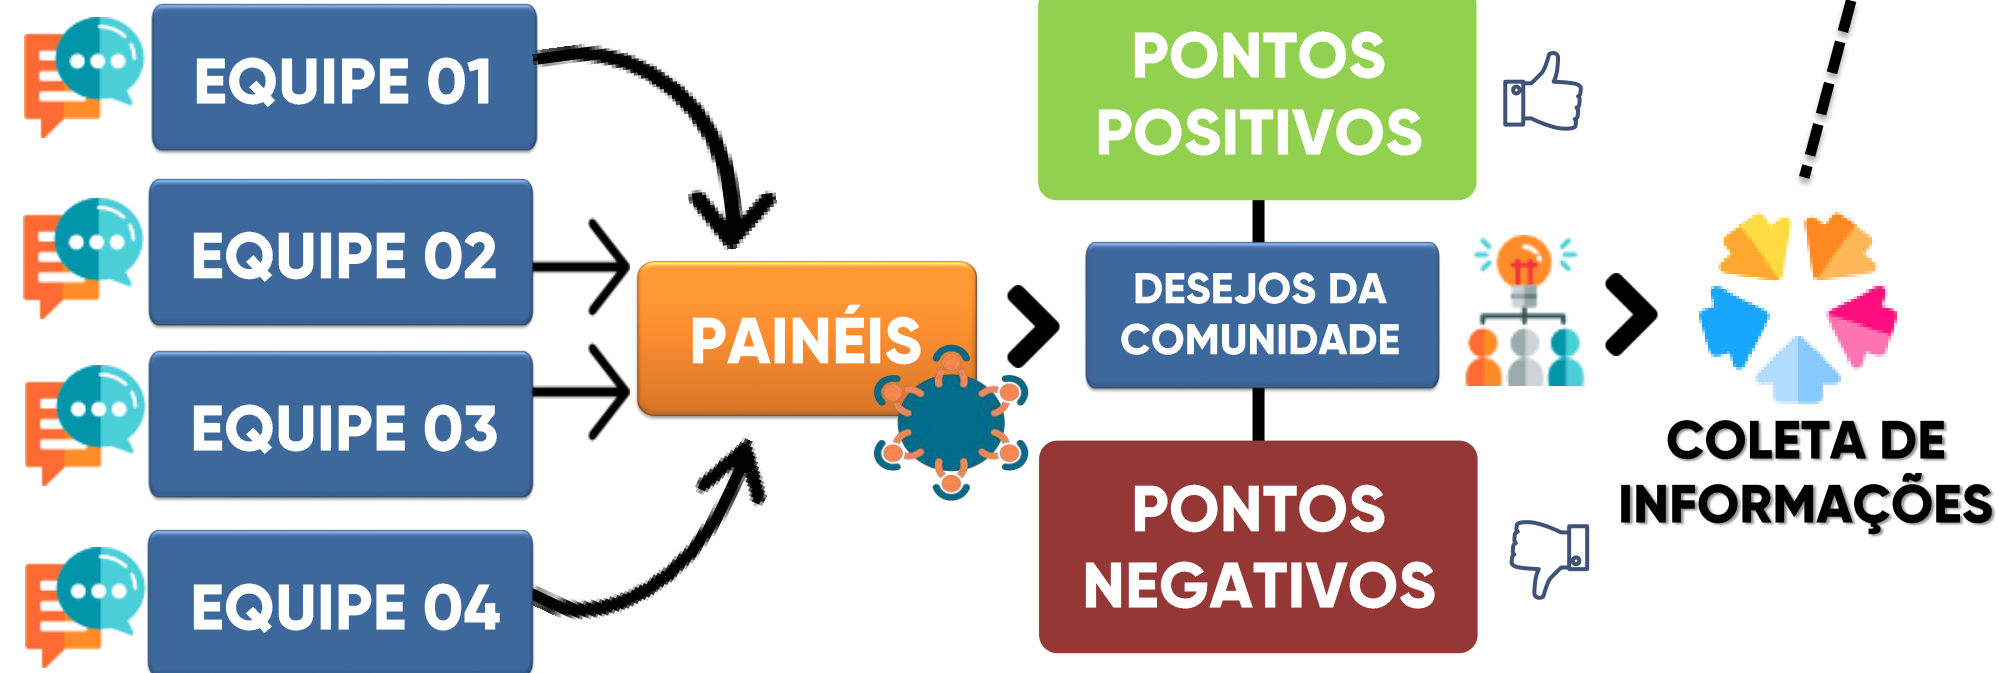 EQUIPE 01
EQUIPE 02
EQUIPE 03
EQUIPE 04
PAINÉIS
PONTOS
POSITIVOS
DESEJOS DA
COMUNIDADE
PONTOS
NEGATIVOS
COLETA DE
INFORMAÇÕES